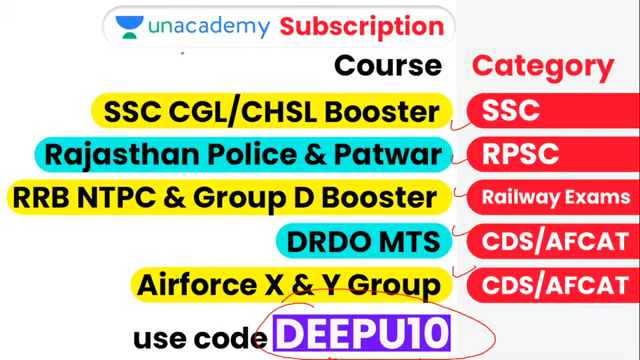 unacademy Subscription
Course Category
SSC CGL/CHSL Booster SSC
Rajasthan Police & Patwar RPSC
RRB NTPC & Group D Booster Railway Exams
DRDO MTS CDS/AFCAT
Airforce X & Y Group CDS/AFCAT
use code DEEPU10